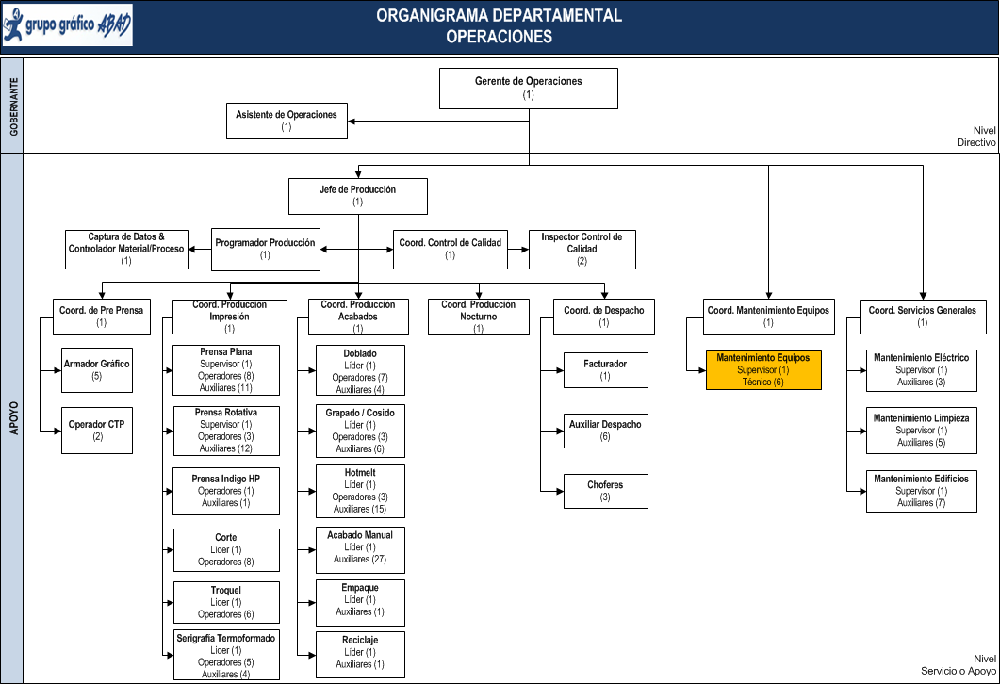 grupo gráfico ABAD
ORGANIGRAMA DEPARTAMENTAL
OPERACIONES
GOBERNANTE
Gerente de Operaciones
(1)
Asistente de Operaciones
(1)
Nivel
Directivo
APOYO
Jefe de Producción
(1)
Captura de Datos &
Controlador Material/Proceso
(1)
Programador Producción
(1)
Coord. Control de Calidad
(1)
Inspector Control de
Calidad
(2)
Coord. de Pre Prensa
(1)
Armador Gráfico
(5)
Operador CTP
(2)
Coord. Producción
Impresión
(1)
Prensa Plana
Supervisor (1)
Operadores (8)
Auxiliares (11)
Prensa Rotativa
Supervisor (1)
Operadores (3)
Auxiliares (12)
Prensa Indigo HP
Operadores (1)
Auxiliares (1)
Corte
Líder (1)
Operadores (8)
Troquel
Líder (1)
Operadores (6)
Serigrafía Termoformado
Líder (1)
Operadores (5)
Auxiliares (4)
Coord. Producción
Acabados
(1)
Doblado
Líder (1)
Operadores (7)
Auxiliares (4)
Grapado / Cosido
Líder (1)
Operadores (3)
Auxiliares (6)
Hotmelt
Líder (1)
Operadores (3)
Auxiliares (15)
Acabado Manual
Líder (1)
Auxiliares (27)
Empaque
Líder (1)
Auxiliares (1)
Reciclaje
Líder (1)
Auxiliares (1)
Coord. Producción
Nocturno
(1)
Coord. de Despacho
(1)
Facturador
(1)
Auxiliar Despacho
(6)
Choferes
(3)
Coord. Mantenimiento Equipos
(1)
Mantenimiento Equipos
Supervisor (1)
Técnico (6)
Coord. Servicios Generales
(1)
Mantenimiento Eléctrico
Supervisor (1)
Auxiliares (3)
Mantenimiento Limpieza
Supervisor (1)
Auxiliares (5)
Mantenimiento Edificios
Supervisor (1)
Auxiliares (7)
Nivel
Servicio o Apoyo